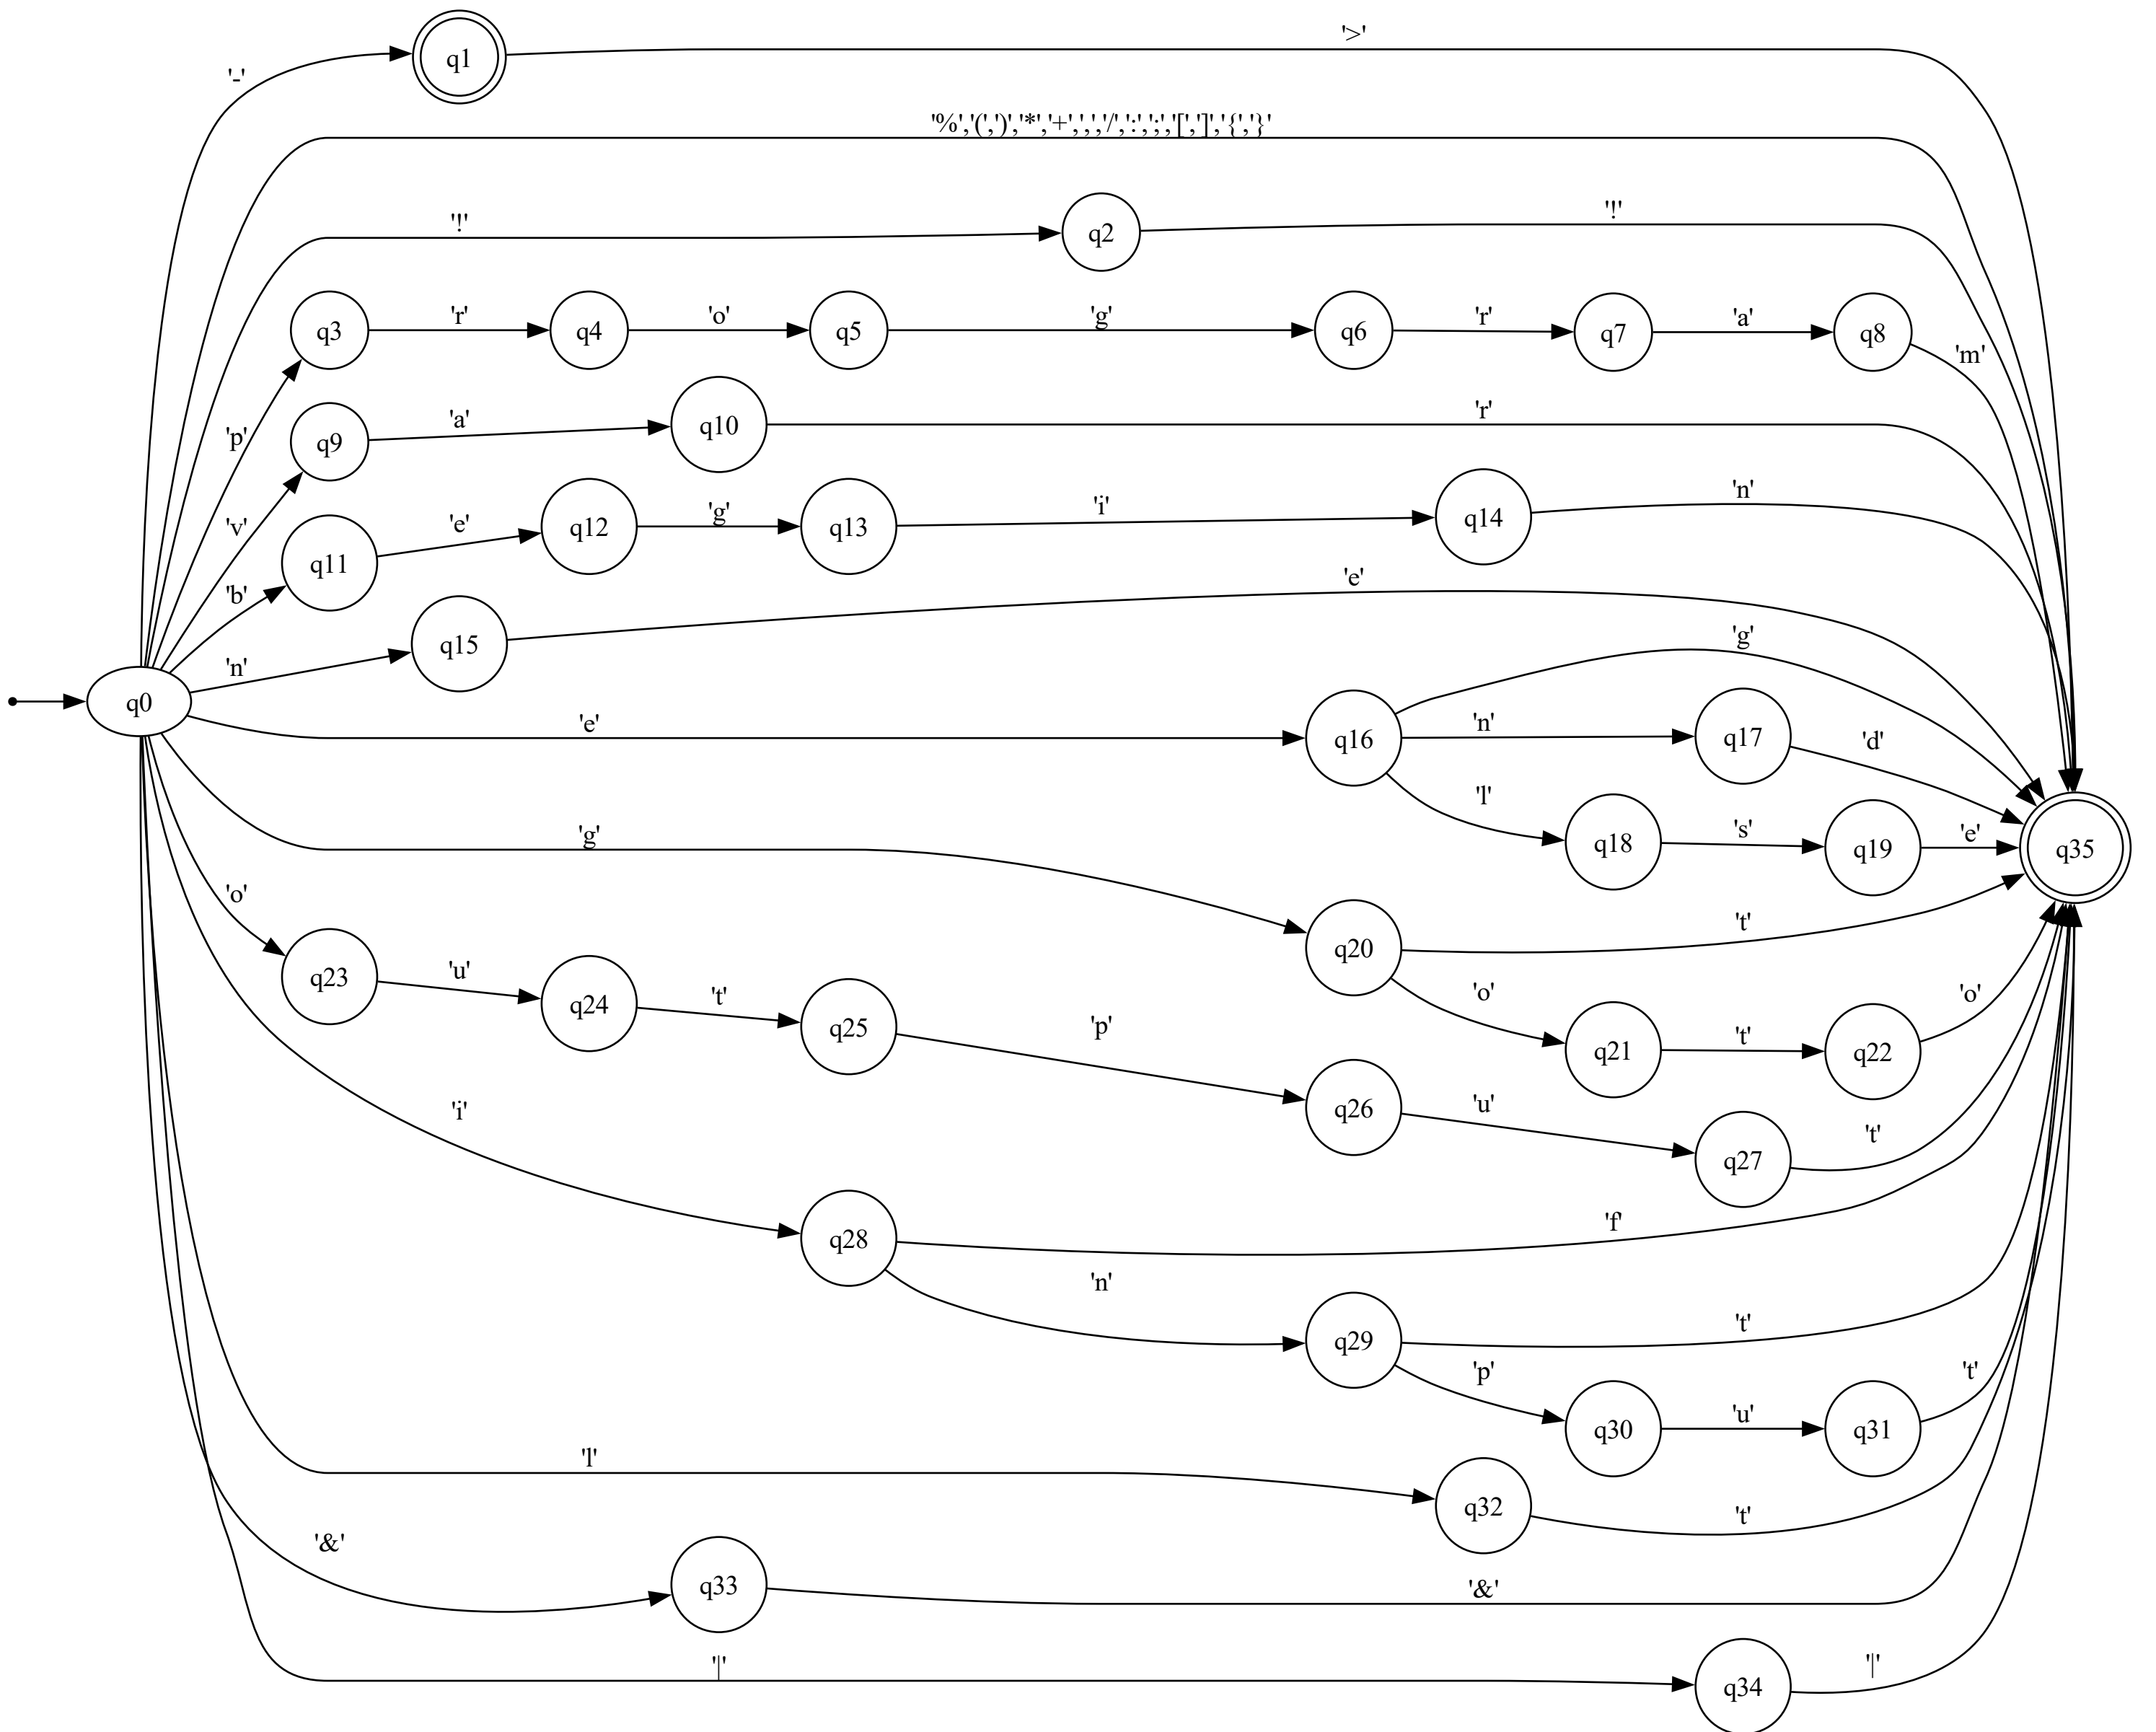 '>'
q1
'-'
'%','(',')','*','+',',','/',':',';','[',']','{','}'
'!'
'!'
q2
'r'
'o'
'g'
'r'
'a'
q3
q4
q5
q6
q7
q8
'm'
'p'
'a'
'r'
q9
q10
'v'
'e'
'g'
'i'
'n'
q11
q12
q13
q14
'b'
'n'
q15
'e'
q0
'e'
q16
'g'
'n'
q17
'd'
'l'
q18
's'
q19
'e'
q35
'g'
'o'
q20
't'
'o'
q21
't'
q22
'o'
q23
'u'
q24
't'
q25
'p'
q26
'u'
q27
't'
'i'
q28
'f'
'n'
q29
't'
'p'
q30
'u'
q31
't'
'l'
q32
't'
'&'
q33
'&'
'|'
q34
'|'